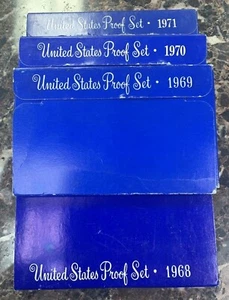 United States Proof Set • 1971
United States Proof Set • 1970
United States Proof Set • 1969
United States Proof Set • 1968